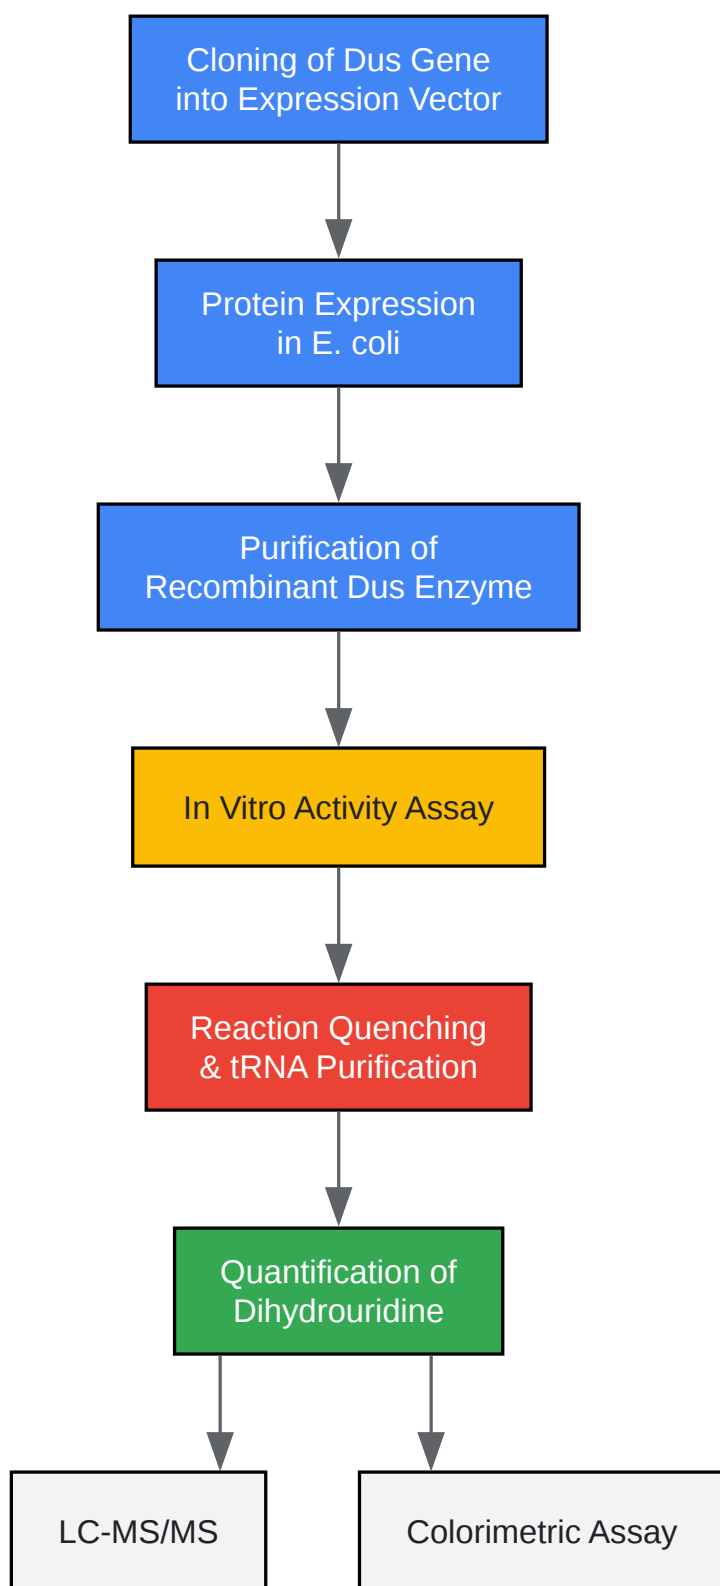 Cloning of Dus Gene
into Expression Vector
Protein Expression
in E. coli
Purification of
Recombinant Dus Enzyme
In Vitro Activity Assay
Reaction Quenching
& tRNA Purification
Quantification of
Dihydrouridine
LC-MS/MS
Colorimetric Assay